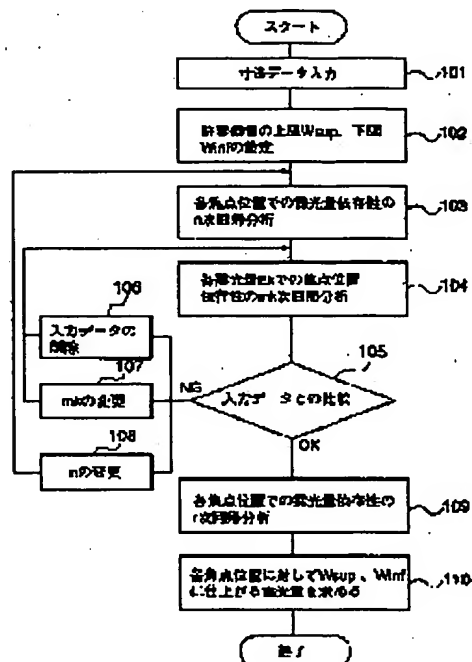 スタート
寸法データ入力
101
許容範囲の上限Wsup、下限
Winfの設定
102
各焦点位置での露光量依存性の
n次回帰分析
103
各露光量Ekでの焦点位置
依存性のmk次回帰分析
104
105
入力データとの比較
NG
OK
106
入力データの
削除
107
mkの変更
108
nの変更
各焦点位置での露光量依存性の
r次回帰分析
109
各焦点位置に対してWsup、Winf
に仕上がる露光量を求める
110
終了